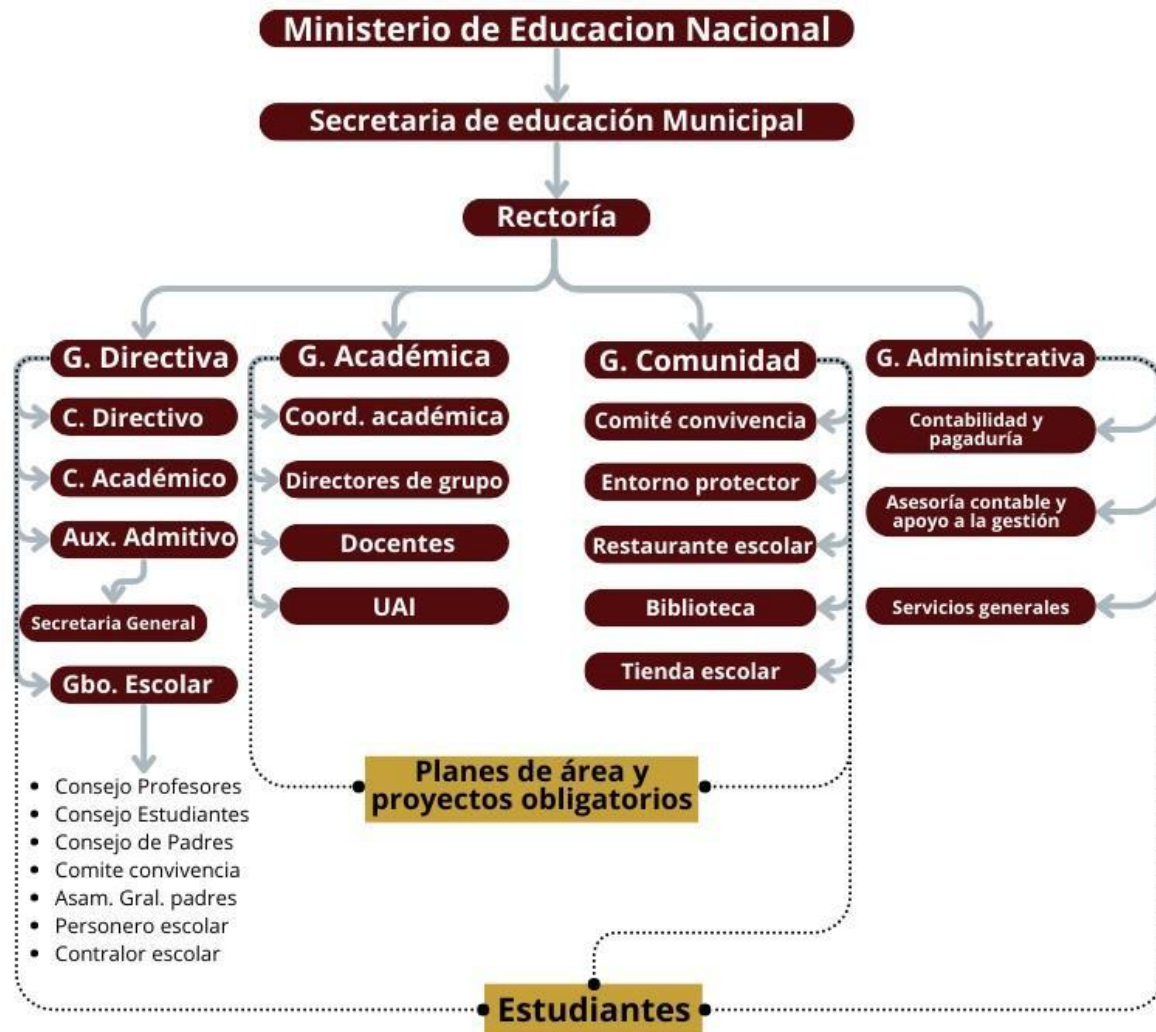 Ministerio de Educacion Nacional
Secretaria de educación Municipal
Rectoría
G. Directiva
C. Directivo
C. Académico
Aux. Admitivo
Secretaria General
Gbo. Escolar
• Consejo Profesores
• Consejo Estudiantes
• Consejo de Padres
• Comite convivencia
• Asam. Gral. padres
• Personero escolar
• Contralor escolar
G. Académica
Coord. académica
Directores de grupo
Docentes
UAI
G. Comunidad
Comité convivencia
Entorno protector
Restaurante escolar
Biblioteca
Tienda escolar
G. Administrativa
Contabilidad y
pagaduría
Asesoría contable y
apoyo a la gestión
Servicios generales
Planes de área y
proyectos obligatorios
Estudiantes